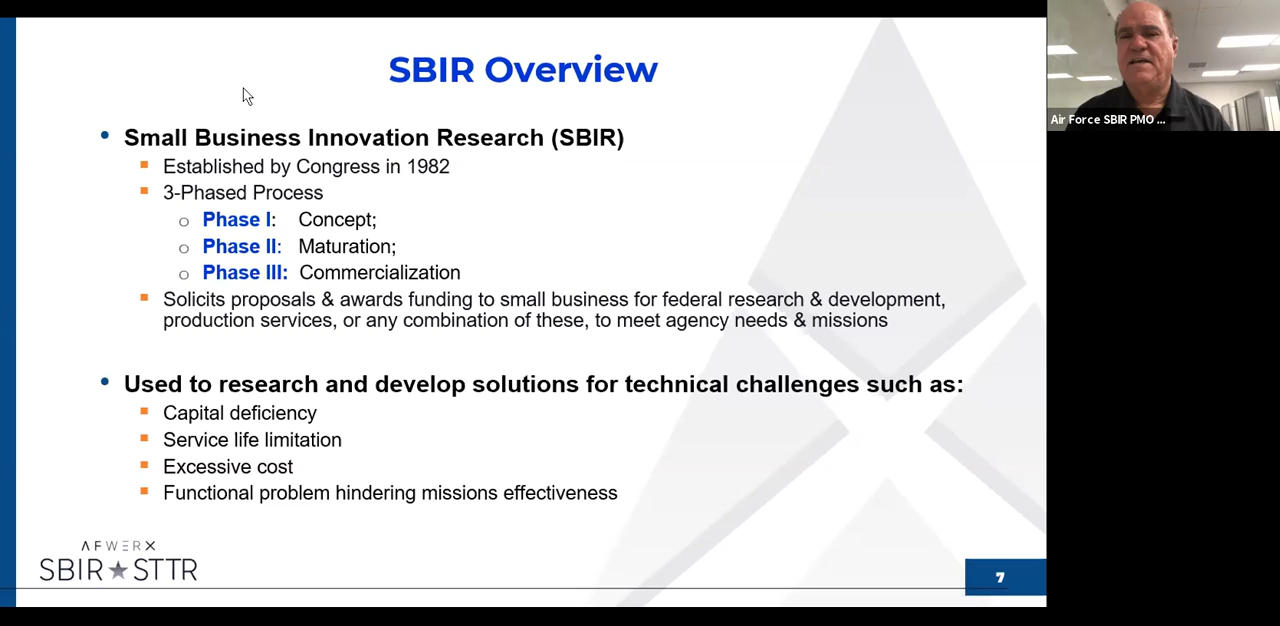 SBIR Overview
Small Business Innovation Research (SBIR)
Established by Congress in 1982
3-Phased Process
Phase I: Concept;
Phase II: Maturation;
Phase III: Commercialization
Solicits proposals & awards funding to small business for federal research & development,
production services, or any combination of these, to meet agency needs & missions
Used to research and develop solutions for technical challenges such as:
Capital deficiency
Service life limitation
Excessive cost
Functional problem hindering missions effectiveness
AFWERX
SBIR★STTR
7
Air Force SBIR PMO ...